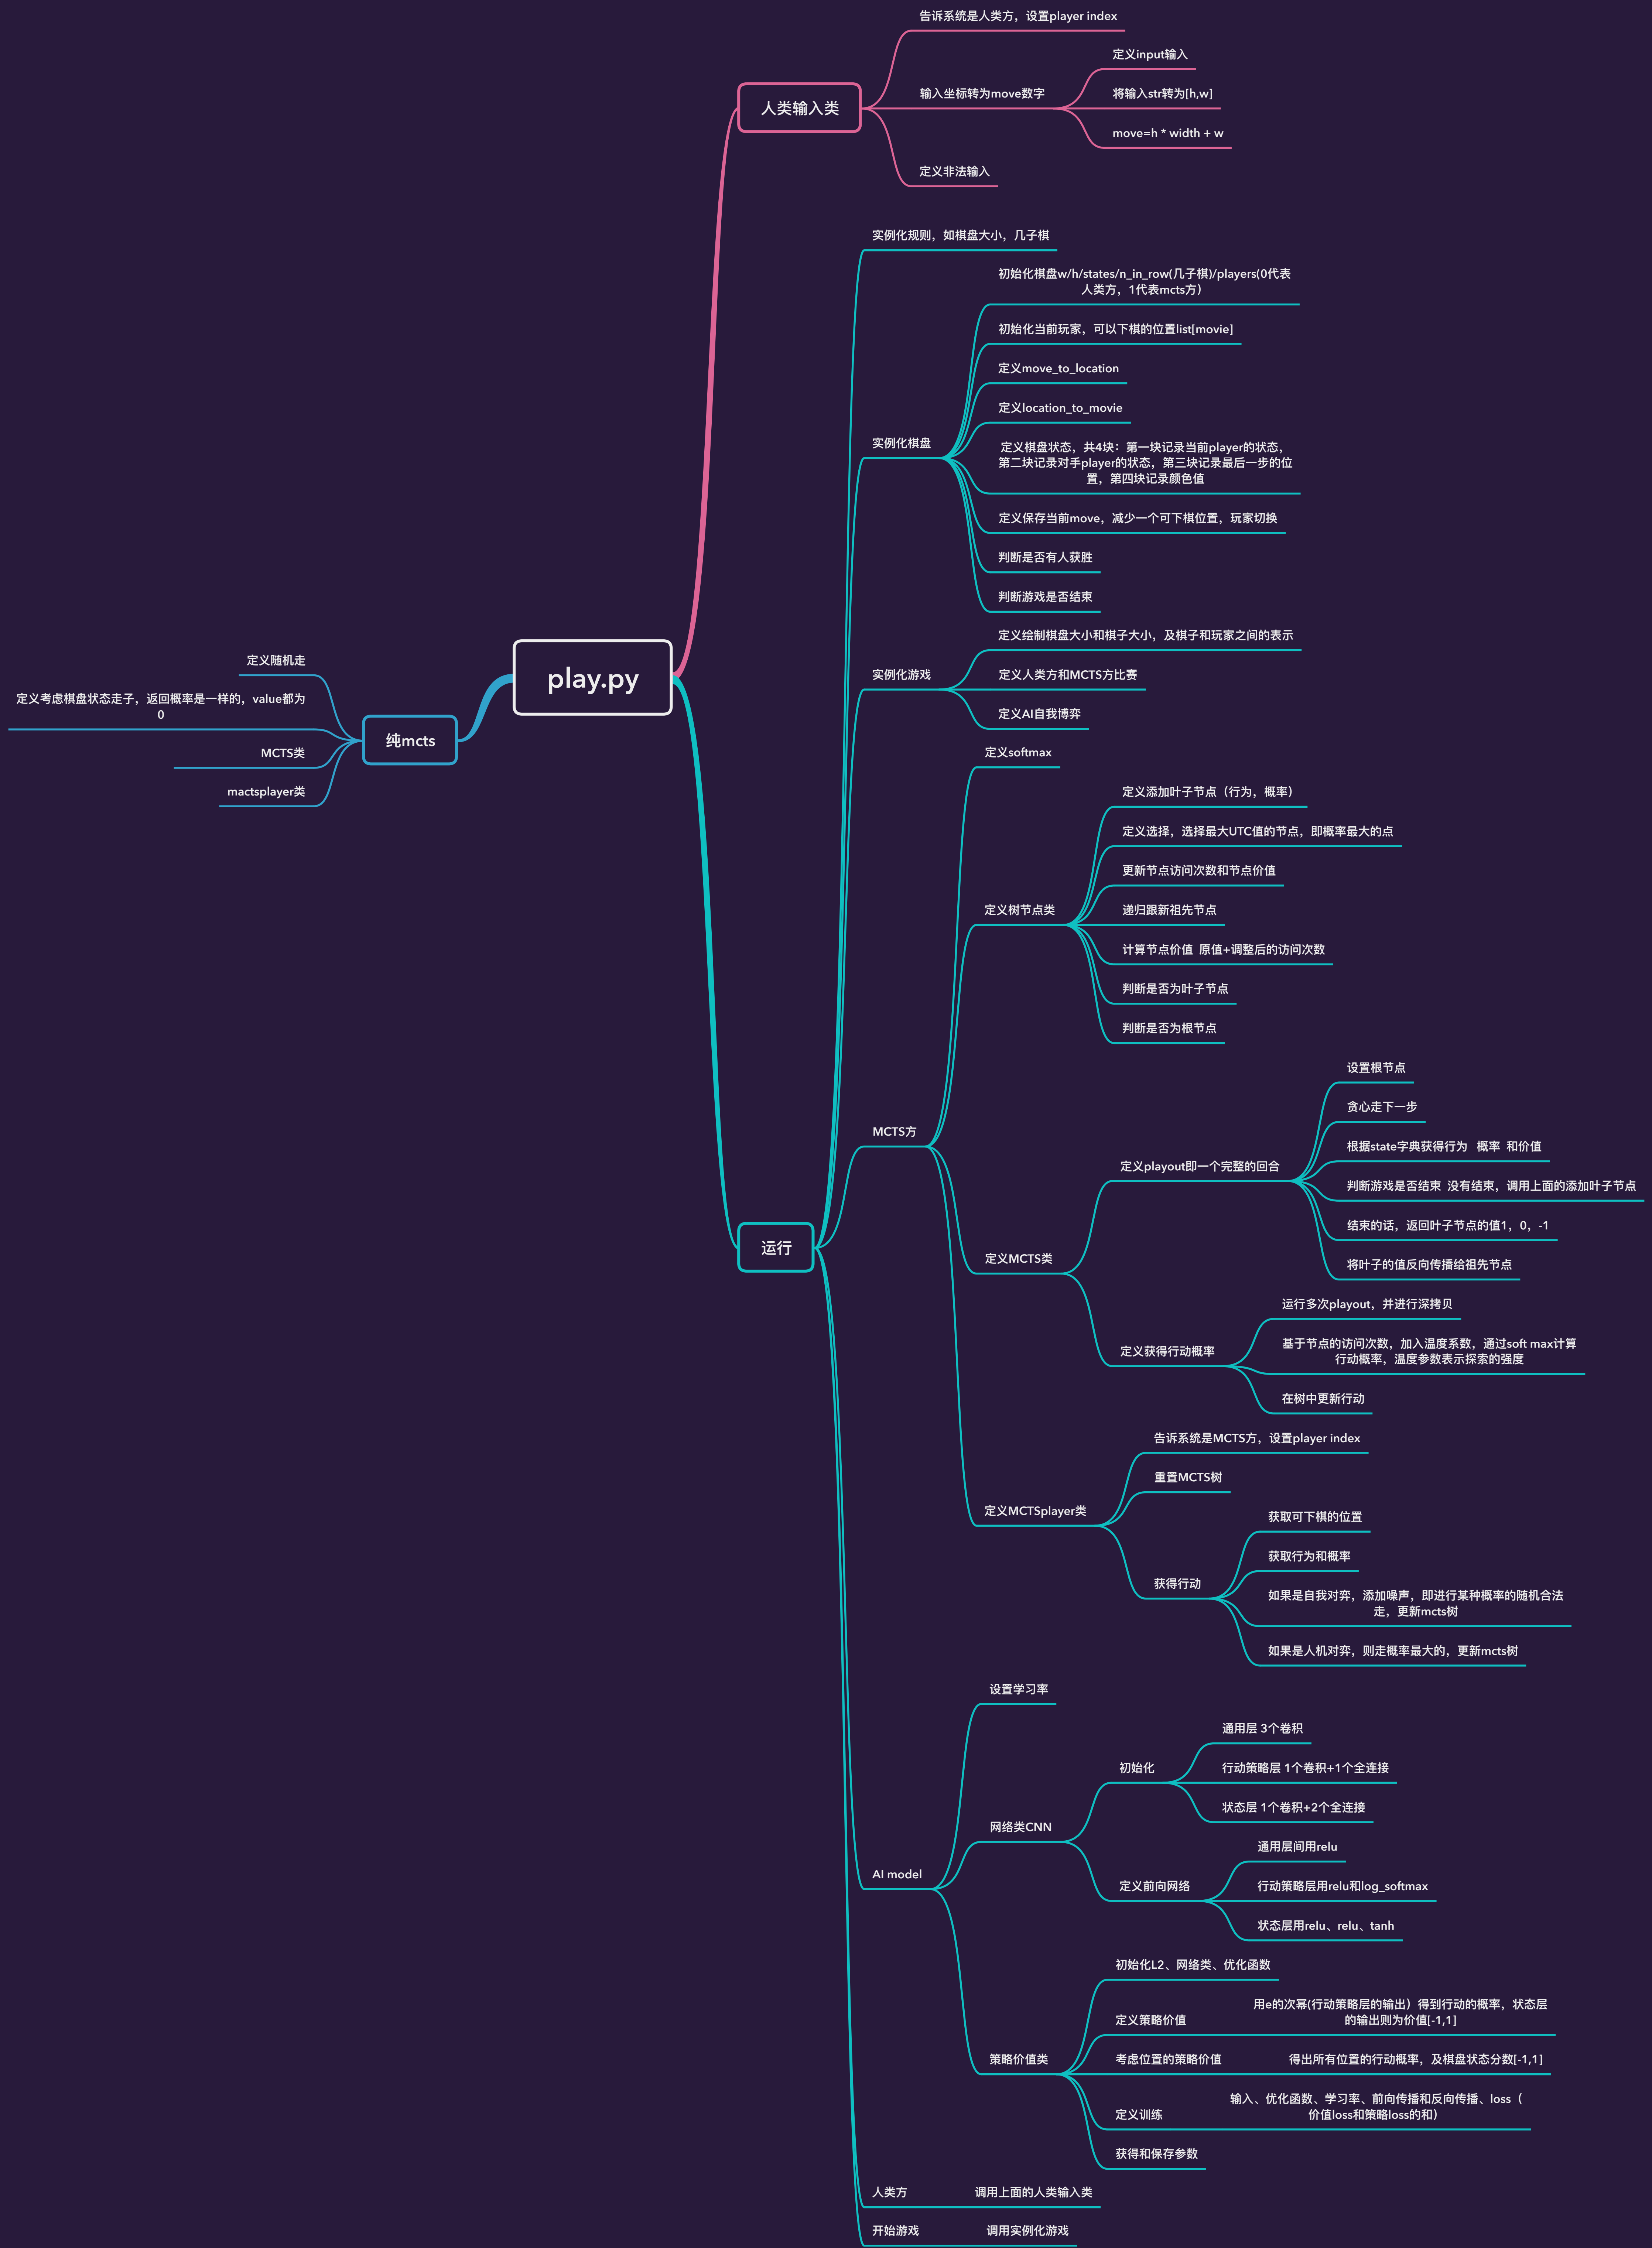 play.py
人类输入类
告诉系统是人类方，设置player index
输入坐标转为move数字
定义input输入
将输入str转为[h,w]
move=h * width + w
定义非法输入
运行
实例化规则，如棋盘大小，几子棋
实例化棋盘
初始化棋盘w/h/states/n_in_row(几子棋)/players(0代表
人类方，1代表mcts方）
初始化当前玩家，可以下棋的位置list[movie]
定义move_to_location
定义location_to_movie
定义棋盘状态，共4块：第一块记录当前player的状态，
第二块记录对手player的状态，第三块记录最后一步的位
置，第四块记录颜色值
定义保存当前move，减少一个可下棋位置，玩家切换
判断是否有人获胜
判断游戏是否结束
实例化游戏
定义绘制棋盘大小和棋子大小，及棋子和玩家之间的表示
定义人类方和MCTS方比赛
定义AI自我博弈
MCTS方
定义softmax
定义树节点类
定义添加叶子节点（行为，概率）
定义选择，选择最大UTC值的节点，即概率最大的点
更新节点访问次数和节点价值
递归跟新祖先节点
计算节点价值 原值+调整后的访问次数
判断是否为叶子节点
判断是否为根节点
定义MCTS类
定义playout即一个完整的回合
设置根节点
贪心走下一步
根据state字典获得行为 概率 和价值
判断游戏是否结束 没有结束，调用上面的添加叶子节点
结束的话，返回叶子节点的值1，0，-1
将叶子的值反向传播给祖先节点
定义获得行动概率
运行多次playout，并进行深拷贝
基于节点的访问次数，加入温度系数，通过soft max计算
行动概率，温度参数表示探索的强度
在树中更新行动
定义MCTSplayer类
告诉系统是MCTS方，设置player index
重置MCTS树
获得行动
获取可下棋的位置
获取行为和概率
如果是自我对弈，添加噪声，即进行某种概率的随机合法
走，更新mcts树
如果是人机对弈，则走概率最大的，更新mcts树
AI model
设置学习率
网络类CNN
初始化
通用层 3个卷积
行动策略层 1个卷积+1个全连接
状态层 1个卷积+2个全连接
定义前向网络
通用层间用relu
行动策略层用relu和log_softmax
状态层用relu、relu、tanh
策略价值类
初始化L2、网络类、优化函数
定义策略价值
用e的次幂(行动策略层的输出）得到行动的概率，状态层
的输出则为价值[-1,1]
考虑位置的策略价值
得出所有位置的行动概率，及棋盘状态分数[-1,1]
定义训练
输入、优化函数、学习率、前向传播和反向传播、loss（
价值loss和策略loss的和）
获得和保存参数
人类方
调用上面的人类输入类
开始游戏
调用实例化游戏
纯mcts
定义随机走
定义考虑棋盘状态走子，返回概率是一样的，value都为
0
MCTS类
mactsplayer类